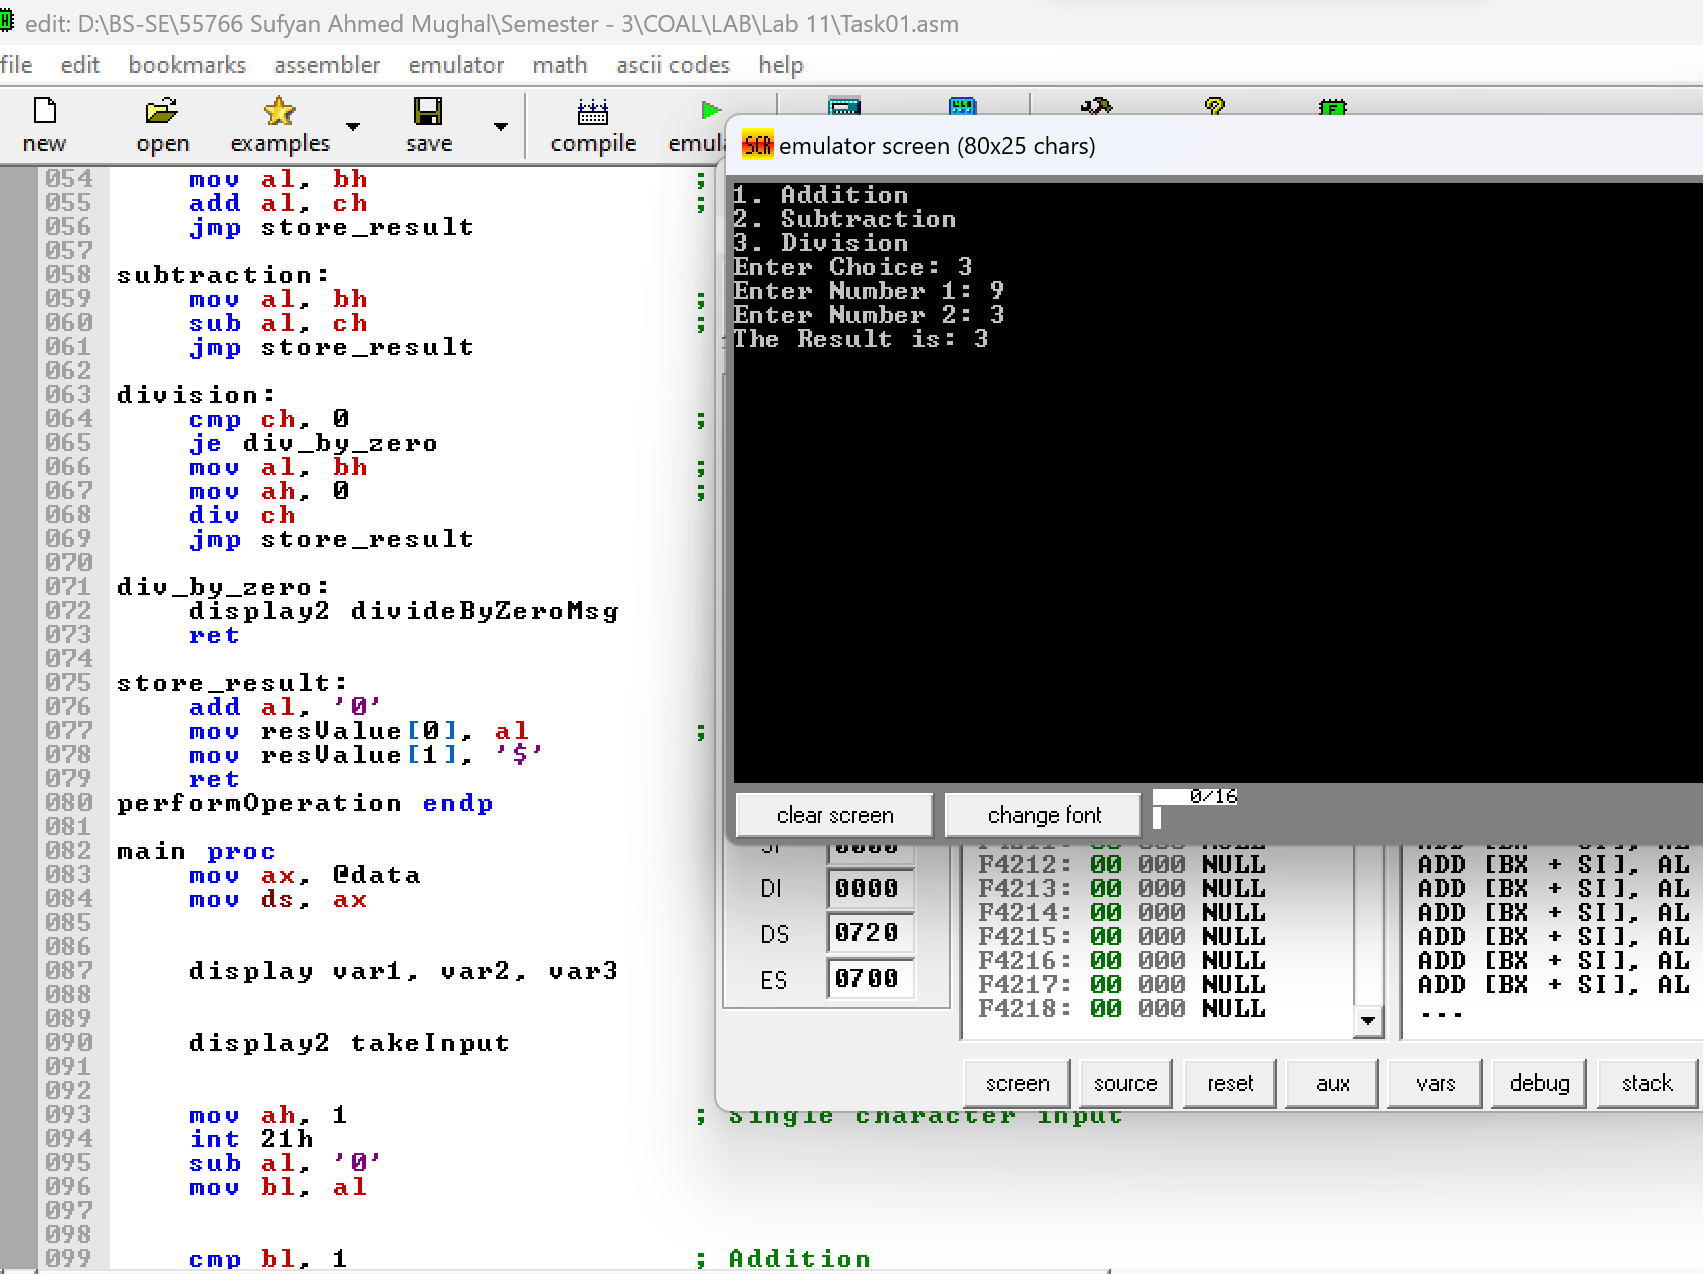 edit: D:\BS-SE\55766 Sufyan Ahmed Mughal\Semester - 3\COAL\LAB\Lab 11\Task01.asm
file edit bookmarks assembler emulator math ascii codes help
new open examples save compile
054 mov al, bh ;
055 add al, ch ;
056 jmp store_result
057
058 subtraction:
059 mov al, bh ;
060 sub al, ch ;
061 jmp store_result
062
063 division:
064 cmp ch, 0 ;
065 je div_by_zero
066 mov al, bh ;
067 mov ah, 0 ;
068 div ch
069 jmp store_result
070
071 div_by_zero:
072 display2 divideByZeroMsg
073 ret
074
075 store_result:
076 add al, '0'
077 mov resValue[0], al ;
078 mov resValue[1], '$'
079 ret
080 performOperation endp
081
082 main proc
083 mov ax, @data
084 mov ds, ax
085
086
087 display var1, var2, var3
088
089
090 display2 takeInput
091
092
093 mov ah, 1 ; Single character input
094 int 21h
095 sub al, '0'
096 mov bl, al
097
098
099 cmp bl, 1 ; Addition
SCR emulator screen (80x25 chars)
1. Addition
2. Subtraction
3. Division
Enter Choice: 3
Enter Number 1: 9
Enter Number 2: 3
The Result is: 3
clear screen change font 0/16
DI 0000
DS 0720
ES 0700
F4212: 00 000 NULL
F4213: 00 000 NULL
F4214: 00 000 NULL
F4215: 00 000 NULL
F4216: 00 000 NULL
F4217: 00 000 NULL
F4218: 00 000 NULL
ADD [BX + SI], AL
ADD [BX + SI], AL
ADD [BX + SI], AL
ADD [BX + SI], AL
ADD [BX + SI], AL
ADD [BX + SI], AL
...
screen source reset aux vars debug stack